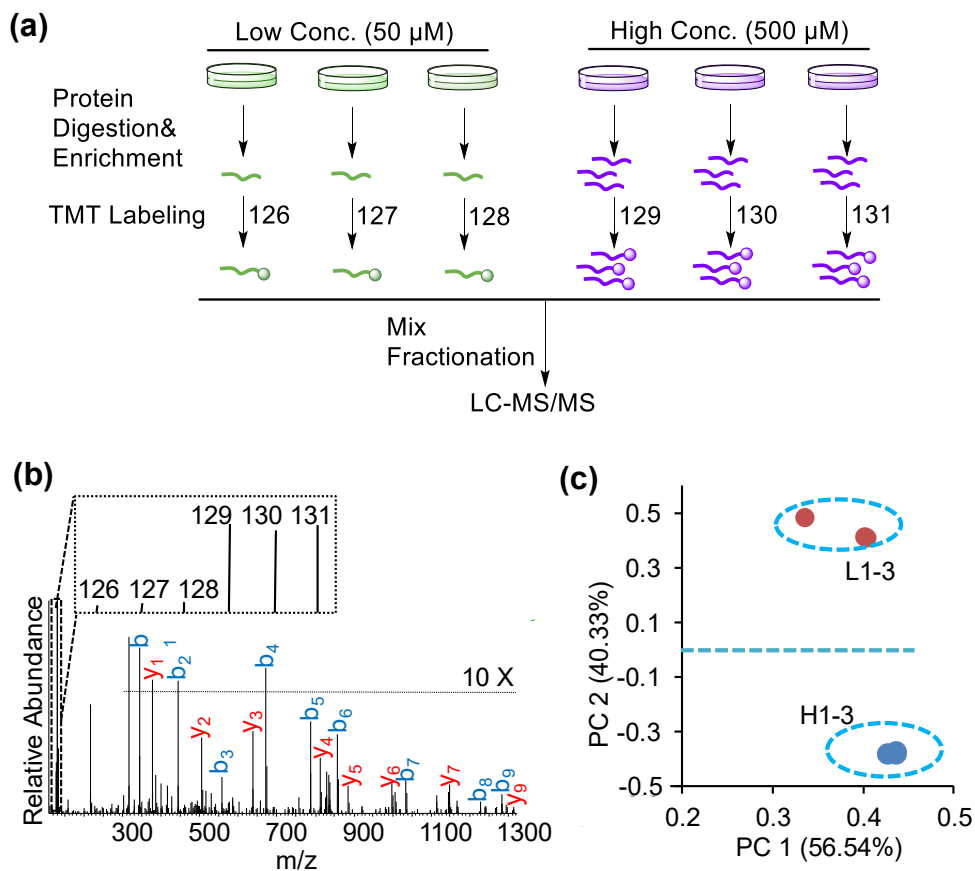 (a)
Low Conc. (50 µM)
High Conc. (500 µM)
Protein
Digestion&
Enrichment
TMT Labeling
126
127
128
129
130
131
Mix
Fractionation
LC-MS/MS
(b)
129 130 131
126 127 128
Relative Abundance
b 1
y1
b2
y2
b3
y3
b4
b5
y4
b6
y5
y6
b7
y7
b8
b9
y9
10 X
300 500 700 900 1100 1300
m/z
(c)
PC 2 (40.33%)
0.5
0.3
0.1
-0.1
-0.3
-0.5
L1-3
H1-3
0.2 0.3 0.4 0.5
PC 1 (56.54%)